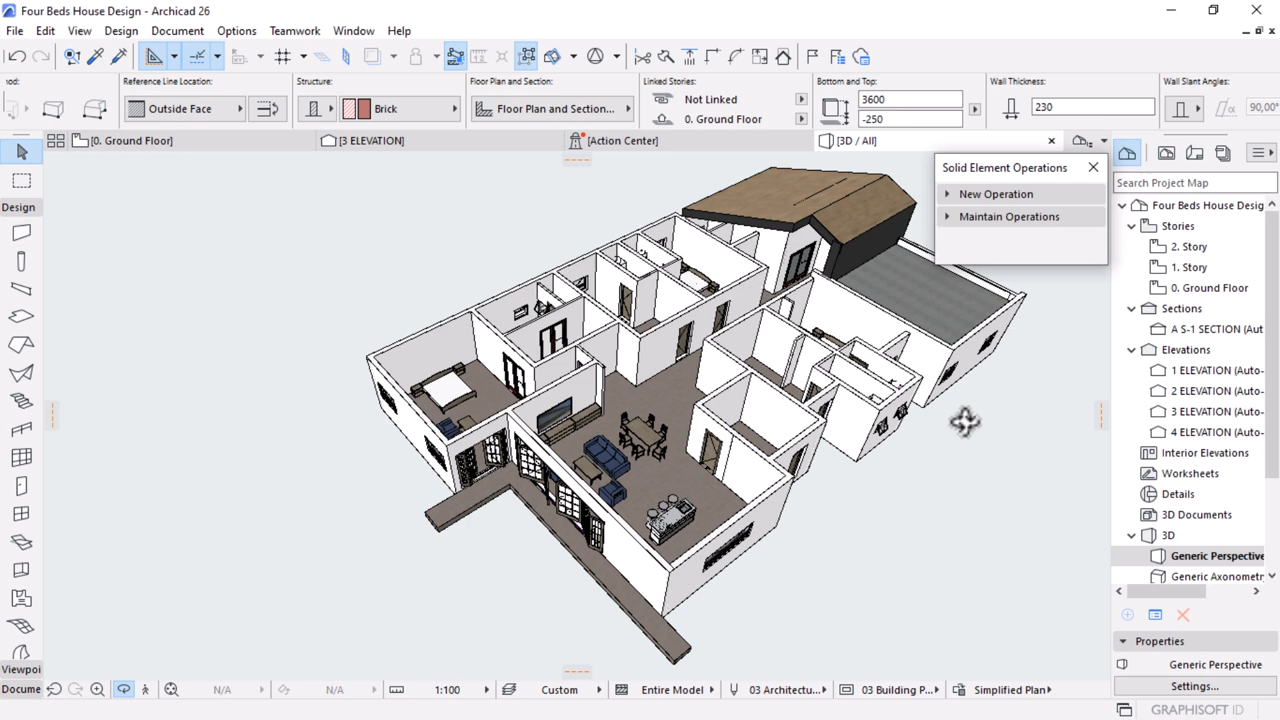 Four Beds House Design - Archicad 26
File Edit View Design Document Options Teamwork Window Help
Reference Line Location: Structure: Floor Plan and Section: Linked Stories: Bottom and Top: Wall Thickness: Wall Slant Angles:
Outside Face Brick Floor Plan and Section... Not Linked 3600 230 90,00°
0. Ground Floor -250
[0. Ground Floor] [3 ELEVATION] [Action Center] [3D / All]
Solid Element Operations
New Operation
Maintain Operations
Search Project Map
Four Beds House Desig
Stories
2. Story
1. Story
0. Ground Floor
Sections
A S-1 SECTION (Aut
Elevations
1 ELEVATION (Auto-
2 ELEVATION (Auto-
3 ELEVATION (Auto-
4 ELEVATION (Auto-
Interior Elevations
Worksheets
Details
3D Documents
3D
Generic Perspective
Generic Axonometr
Design
Viewpoi
Docume
Properties
Generic Perspective
Settings...
N/A N/A 1:100 Custom Entire Model 03 Architectu... 03 Building P... Simplified Plan
GRAPHISOFT ID